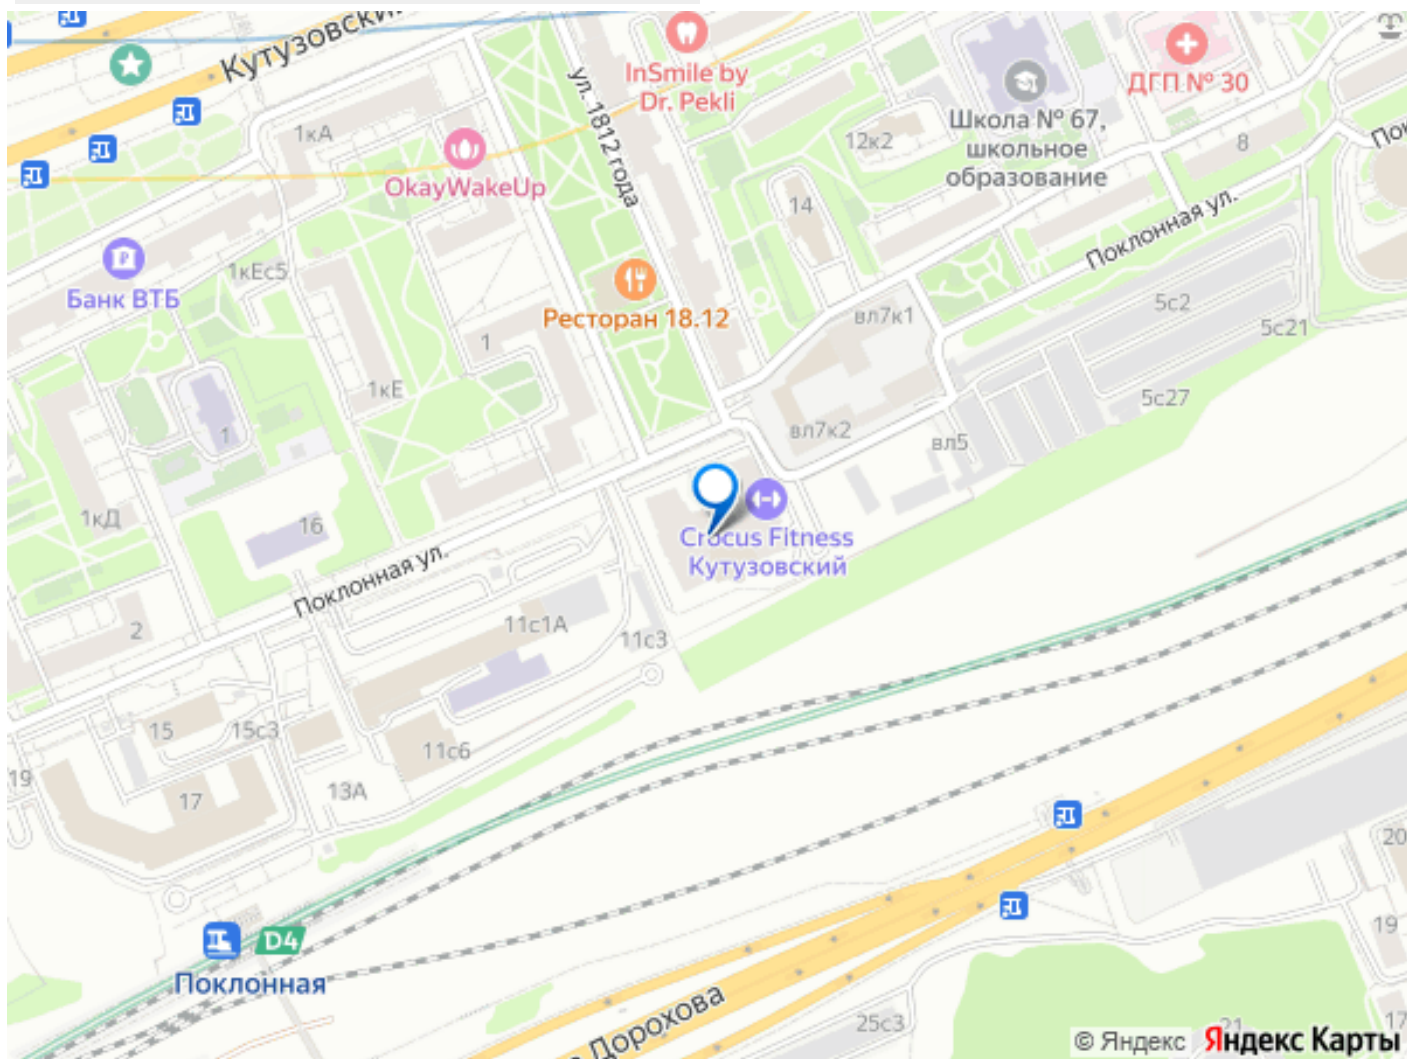 Кутузовский
InSmile by
Dr. Pekli
ДГП № 30
ул. 1812 года
1кА
12к2
Школа № 67,
школьное
образование
8
OkayWakeUp
14
Поклонная ул.
Банк ВТБ
1кЕс5
Ресторан 18.12
вл7к1
5с2
5с21
1
1кЕ
5с27
1
вл7к2
вл5
1кД
16
Crocus Fitness
Кутузовский
Поклонная ул.
2
11с1А
11с3
15
15с3
11с6
19
17
13А
20
D4
Поклонная
19
Дорохова
25с3
21
17
© Яндекс Яндекс Карты